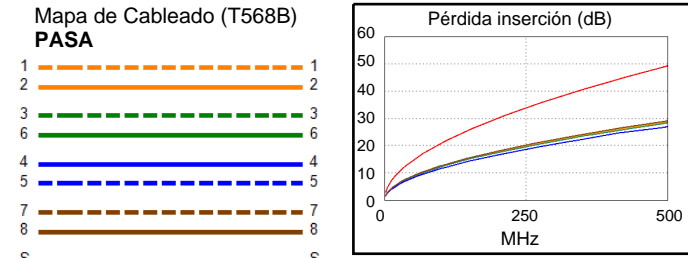 Mapa de Cableado (T568B)
PASA
1 1
2 2
3 3
6 6
4 4
5 5
7 7
8 8
S S
Pérdida inserción (dB)
60
50
40
30
20
10
0
0 250 500
MHz